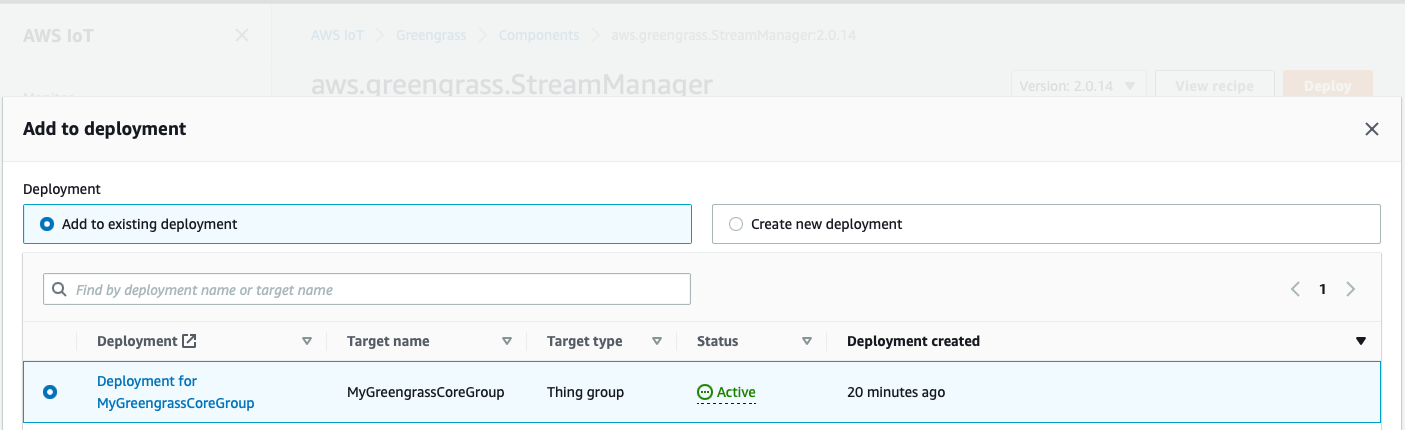 AWS IoT
AWS IoT Greengrass Components aws.greengrass.StreamManager:2.0.14
aws.greengrass.StreamManager
Version: 2.0.14 View recipe Deploy
Add to deployment
Deployment
Add to existing deployment
Create new deployment
Find by deployment name or target name
1
Deployment Target name Target type Status Deployment created
Deployment for
MyGreengrassCoreGroup MyGreengrassCoreGroup Thing group Active 20 minutes ago